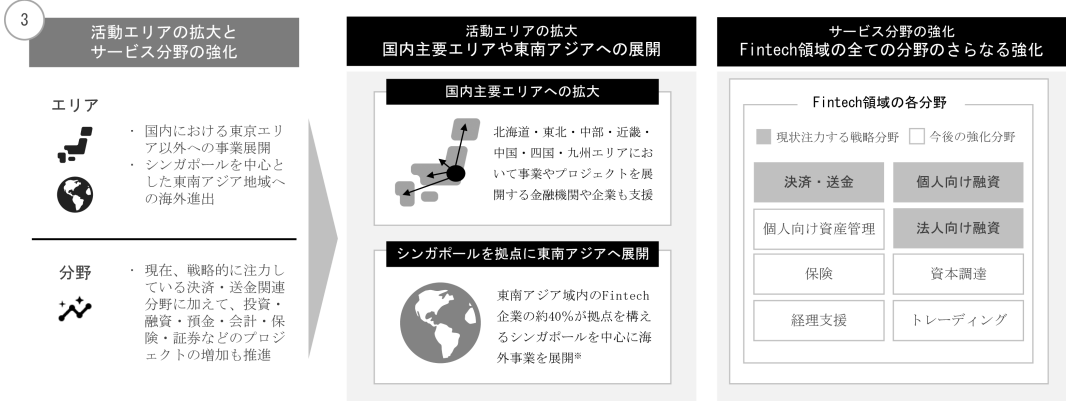 3
活動エリアの拡大と
サービス分野の強化
エリア
・ 国内における東京エリ
ア以外への事業展開
・ シンガポールを中心と
した東南アジア地域へ
の海外進出
分野
・ 現在、戦略的に注力し
ている決済・送金関連
分野に加えて、投資・
融資・預金・会計・保
険・証券などのプロジ
ェクトの増加も推進
活動エリアの拡大
国内主要エリアや東南アジアへの展開
国内主要エリアへの拡大
北海道・東北・中部・近畿・
中国・四国・九州エリアにお
いて事業やプロジェクトを展
開する金融機関や企業も支援
シンガポールを拠点に東南アジアへ展開
東南アジア域内のFintech
企業の約40%が拠点を構え
るシンガポールを中心に海
外事業を展開※
サービス分野の強化
Fintech領域の全ての分野のさらなる強化
Fintech領域の各分野
現状注力する戦略分野 今後の強化分野
決済・送金 個人向け融資
個人向け資産管理 法人向け融資
保険 資本調達
経理支援 トレーディング